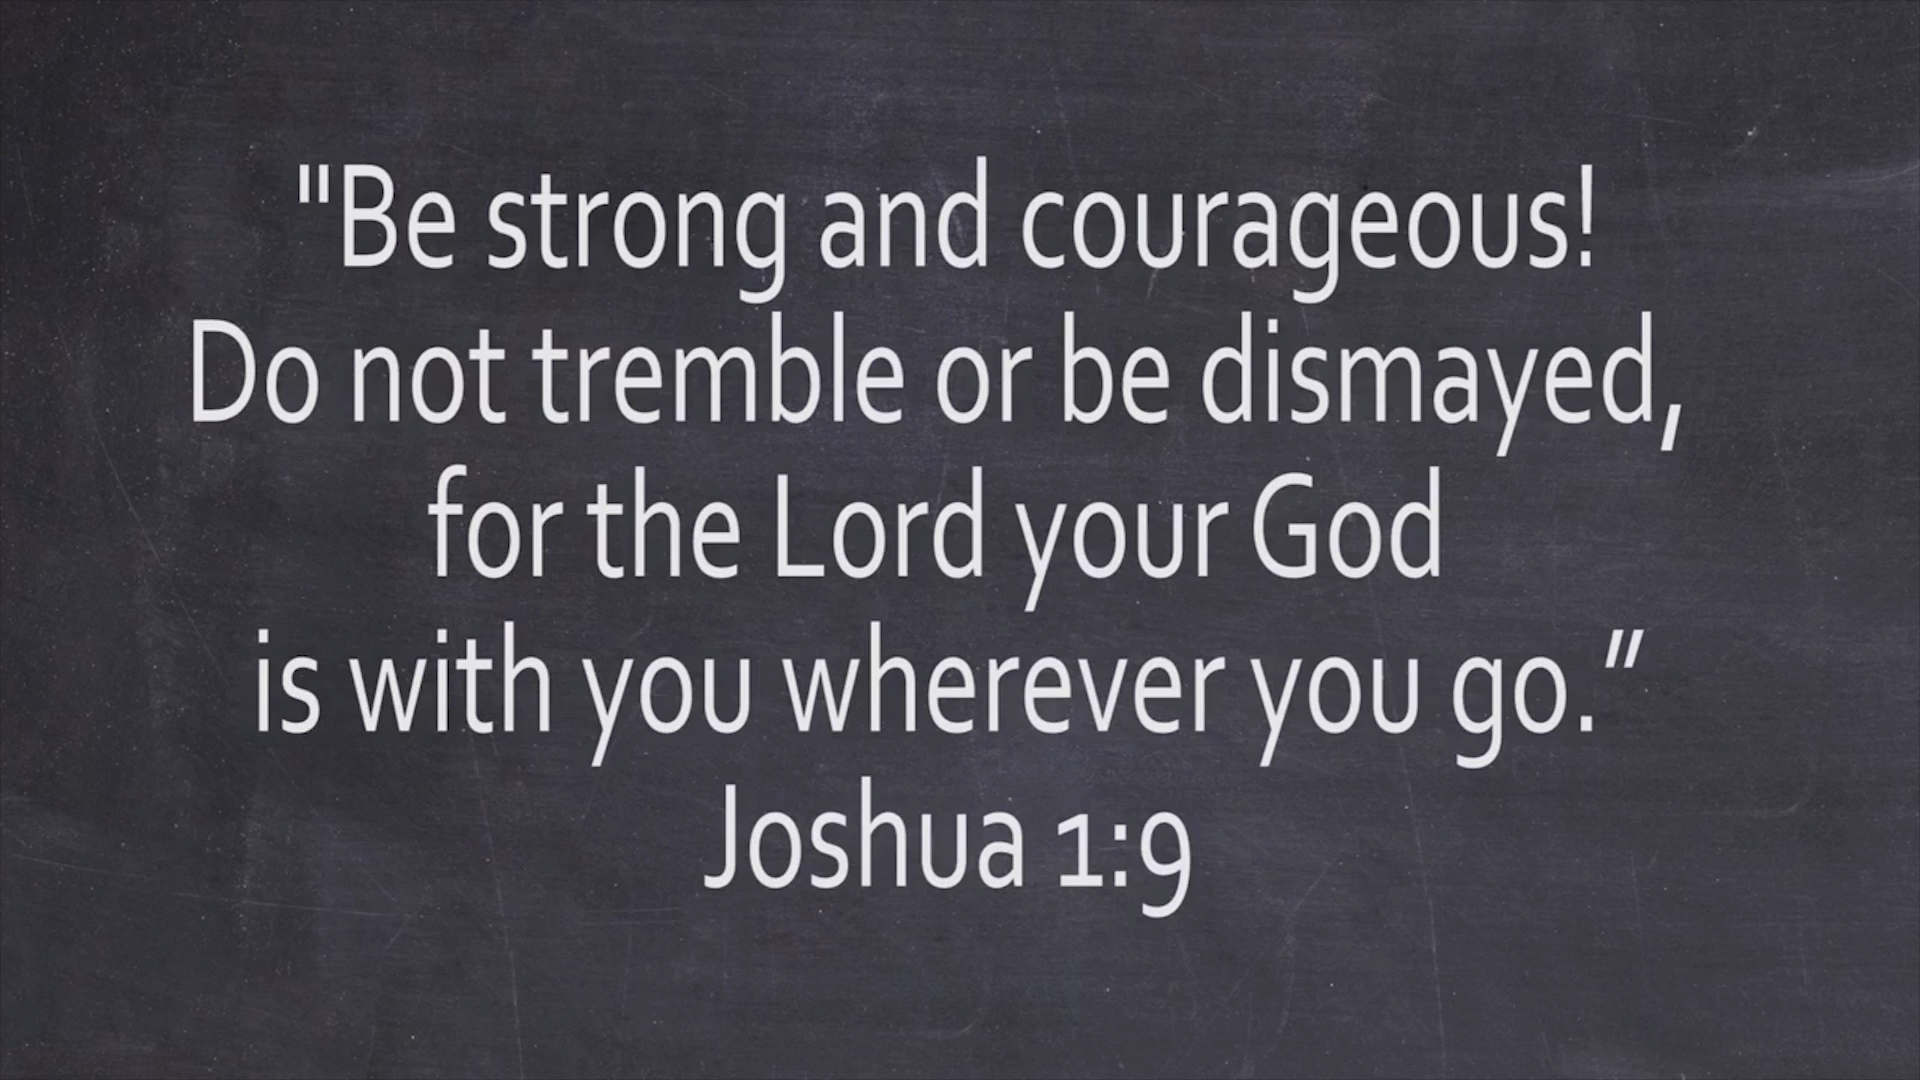 "Be strong and courageous!
Do not tremble or be dismayed,
for the Lord your God
is with you wherever you go.”
Joshua 1:9